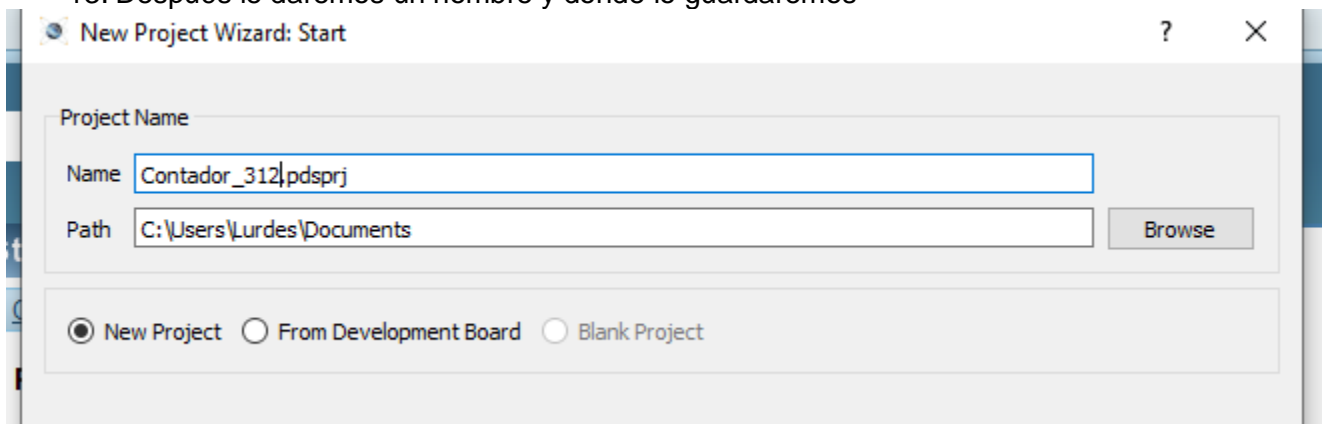 New Project Wizard: Start ? ×
Project Name
Name Contador_312.pdsprj
Path C:\Users\Lurdes\Documents Browse
New Project From Development Board Blank Project